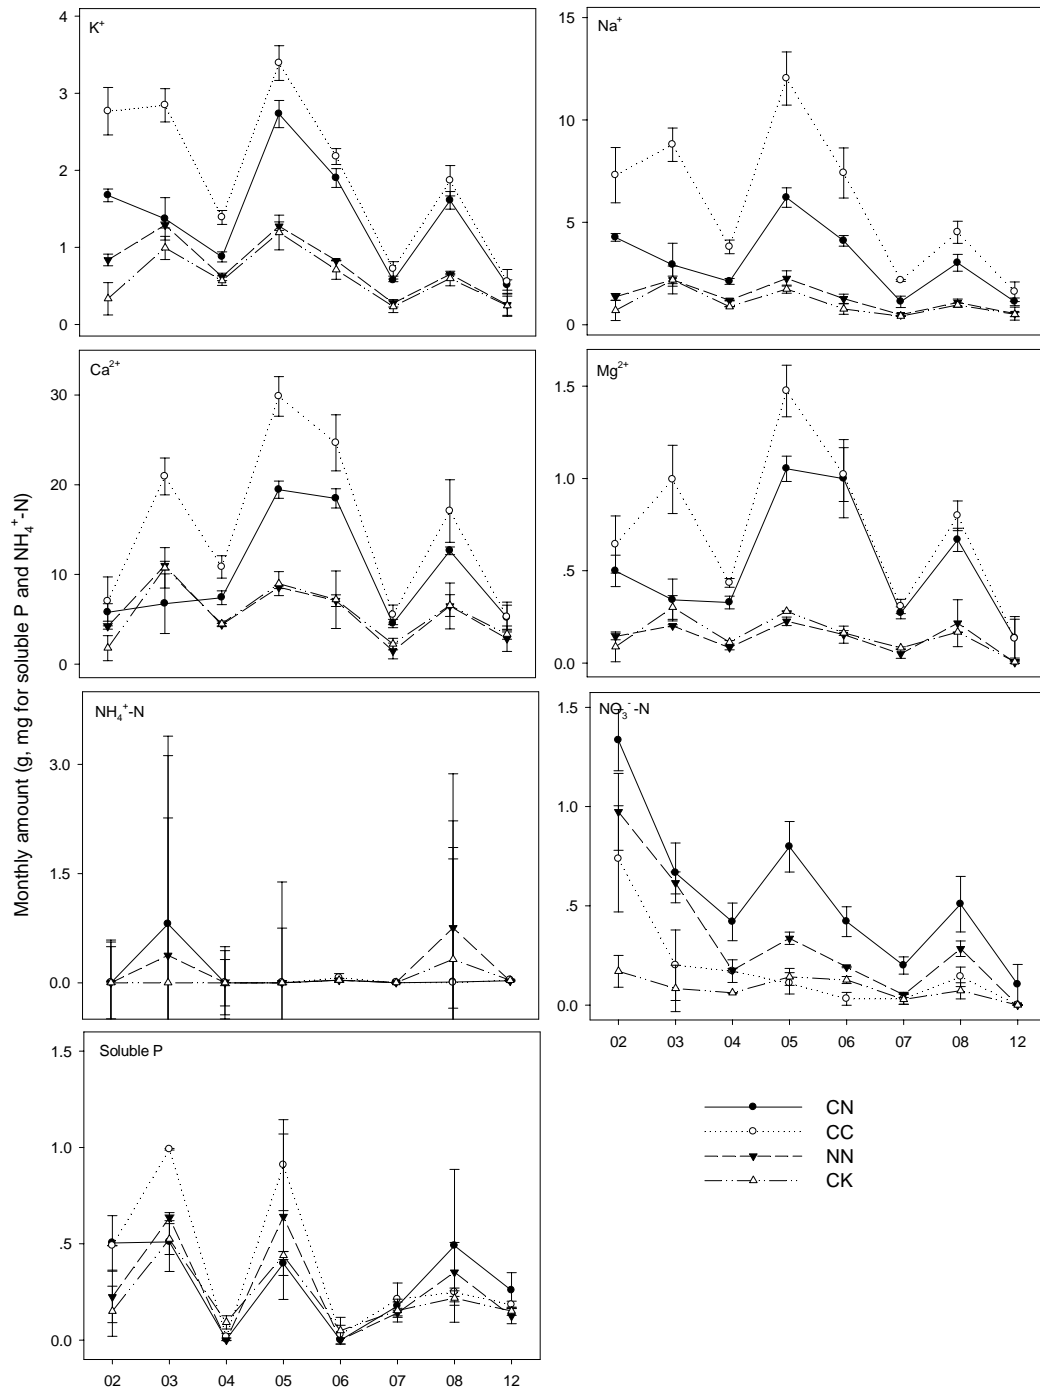 Monthly amount (g, mg for soluble P and NH₄⁺-N)
K⁺
4
3
2
1
0
Na⁺
15
10
5
0
Ca²⁺
30
20
10
0
Mg²⁺
1.5
1.0
.5
0.0
NH₄⁺-N
3.0
1.5
0.0
NO₃⁻-N
1.5
1.0
.5
0.0
02 03 04 05 06 07 08 12
Soluble P
1.5
1.0
.5
0.0
02 03 04 05 06 07 08 12
CN
CC
NN
CK